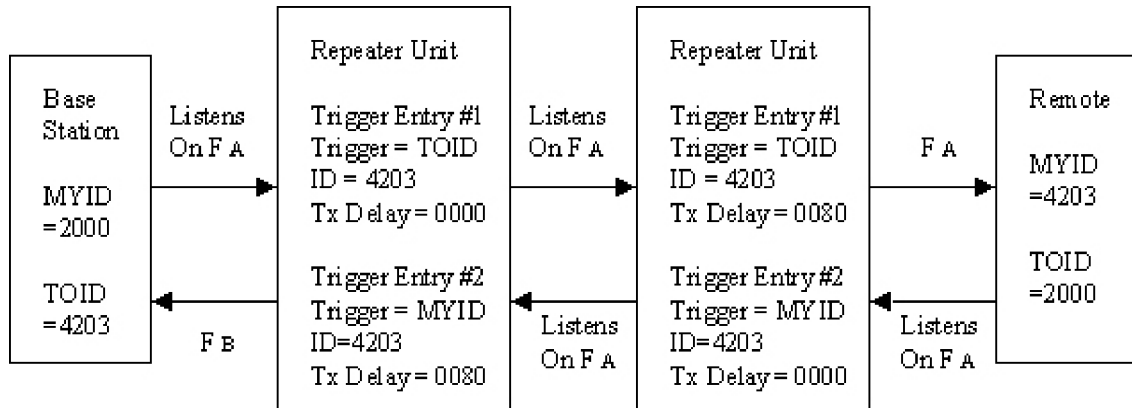 Base
Station
MYID
=2000
TOID
=4203
Listens
On F A
F B
Repeater Unit
Trigger Entry #1
Trigger = TOID
ID = 4203
Tx Delay = 0000
Trigger Entry #2
Trigger = MYID
ID=4203
Tx Delay = 0080
Listens
On F A
Listens
On F A
Repeater Unit
Trigger Entry #1
Trigger = TOID
ID = 4203
Tx Delay = 0080
Trigger Entry #2
Trigger = MYID
ID=4203
Tx Delay = 0000
F A
Listens
On F A
Remote
MYID
=4203
TOID
=2000